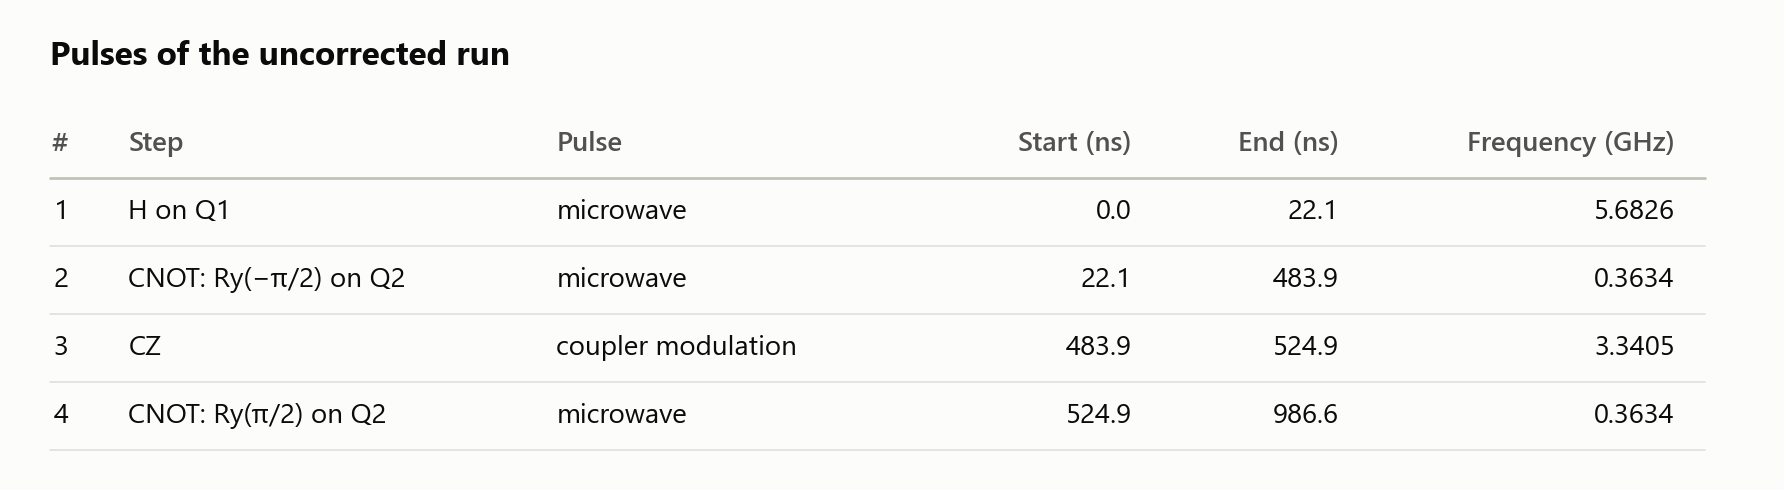 Pulses of the uncorrected run
# Step Pulse Start (ns) End (ns) Frequency (GHz)
1 H on Q1 microwave 0.0 22.1 5.6826
2 CNOT: Ry(−π/2) on Q2 microwave 22.1 483.9 0.3634
3 CZ coupler modulation 483.9 524.9 3.3405
4 CNOT: Ry(π/2) on Q2 microwave 524.9 986.6 0.3634